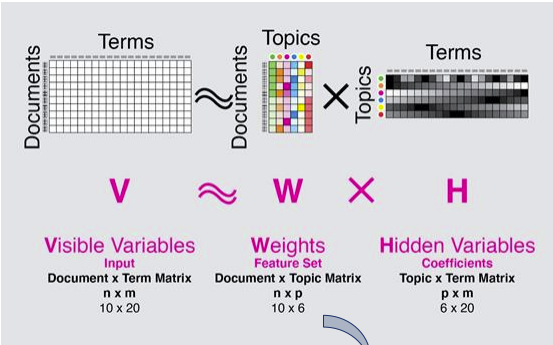 Terms
Documents
≈
Topics
Documents
×
Terms
Topics
V ≈ W × H
Visible Variables
Input
Document x Term Matrix
n x m
10 x 20
Weights
Feature Set
Document x Topic Matrix
n x p
10 x 6
Hidden Variables
Coefficients
Topic x Term Matrix
p x m
6 x 20